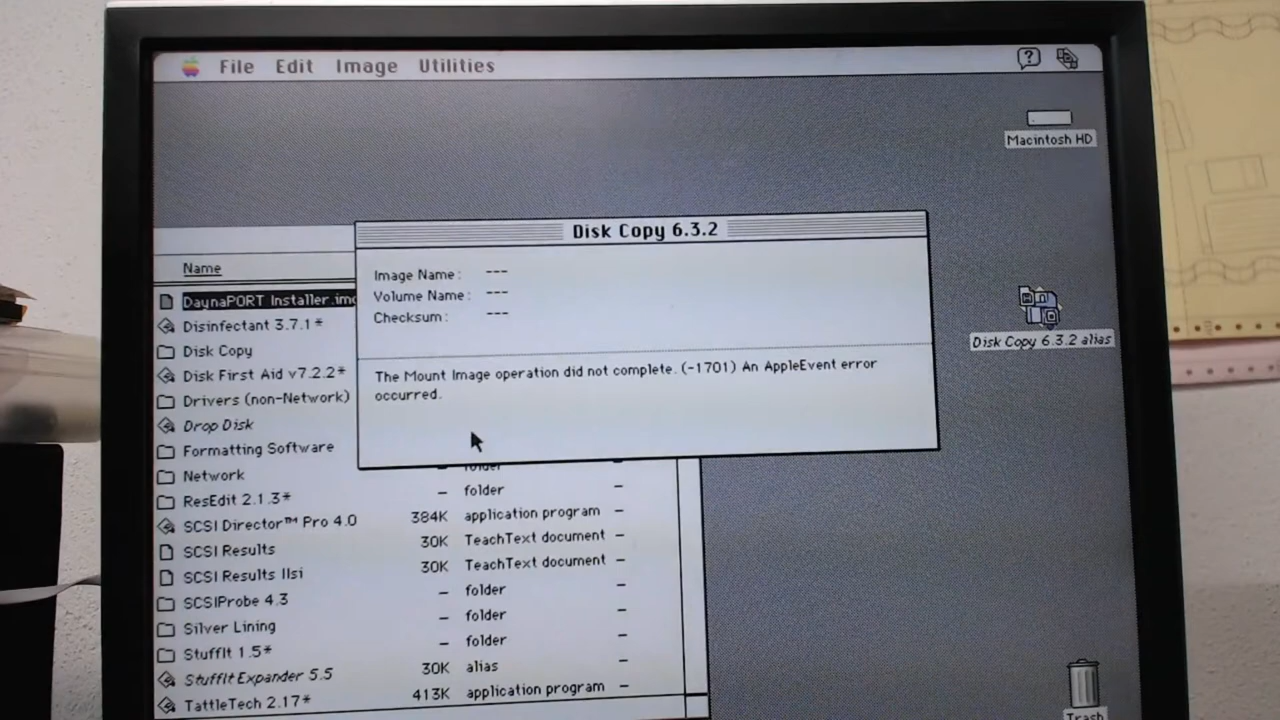 File Edit Image Utilities
Macintosh HD
Disk Copy 6.3.2
Image Name: ---
Volume Name: ---
Checksum: ---
The Mount Image operation did not complete. (-1701) An AppleEvent error
occurred.
Disk Copy 6.3.2 alias
Name
DaynaPORT Installer.img
Disinfectant 3.7.1*
Disk Copy
Disk First Aid v7.2.2*
Drivers (non-Network)
Drop Disk
Formatting Software
folder
Network – folder –
ResEdit 2.1.3*
SCSI Director™ Pro 4.0 384K application program –
SCSI Results 30K TeachText document –
SCSI Results IIsi 30K TeachText document –
SCSIProbe 4.3 – folder –
Silver Lining – folder –
StuffIt 1.5* – folder –
StuffIt Expander 5.5 30K alias –
TattleTech 2.17* 413K application program –
Trash